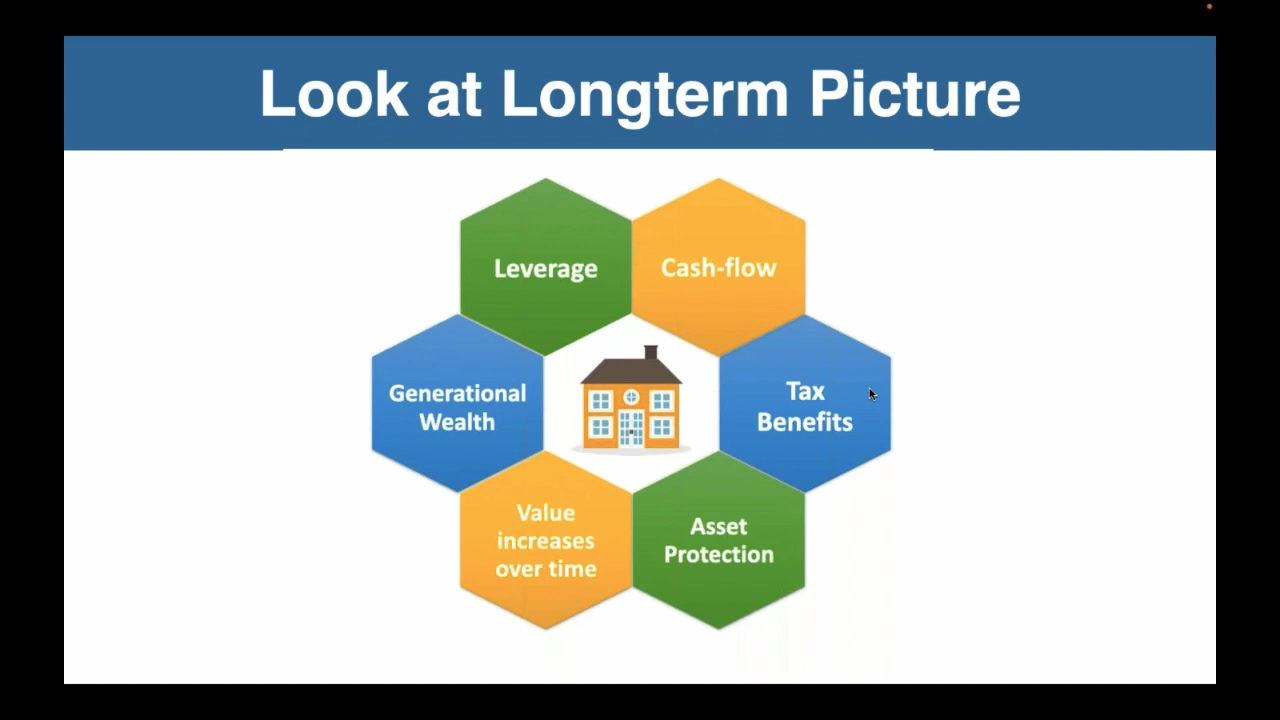 Look at Longterm Picture
Leverage
Cash-flow
Generational
Wealth
Tax
Benefits
Value
increases
over time
Asset
Protection